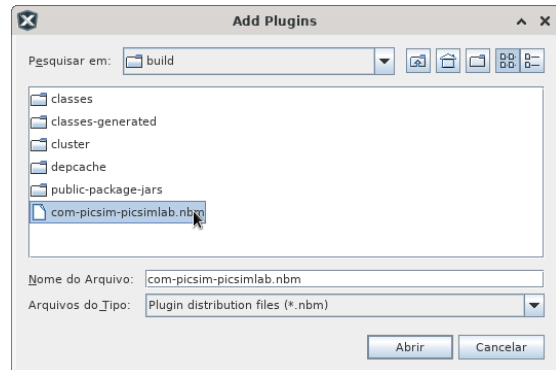 Add Plugins
Pesquisar em: build
classes
classes-generated
cluster
depcache
public-package-jars
com-picsim-picsimlab.nbm
Nome do Arquivo: com-picsim-picsimlab.nbm
Arquivos do Tipo: Plugin distribution files (*.nbm)
Abrir Cancelar